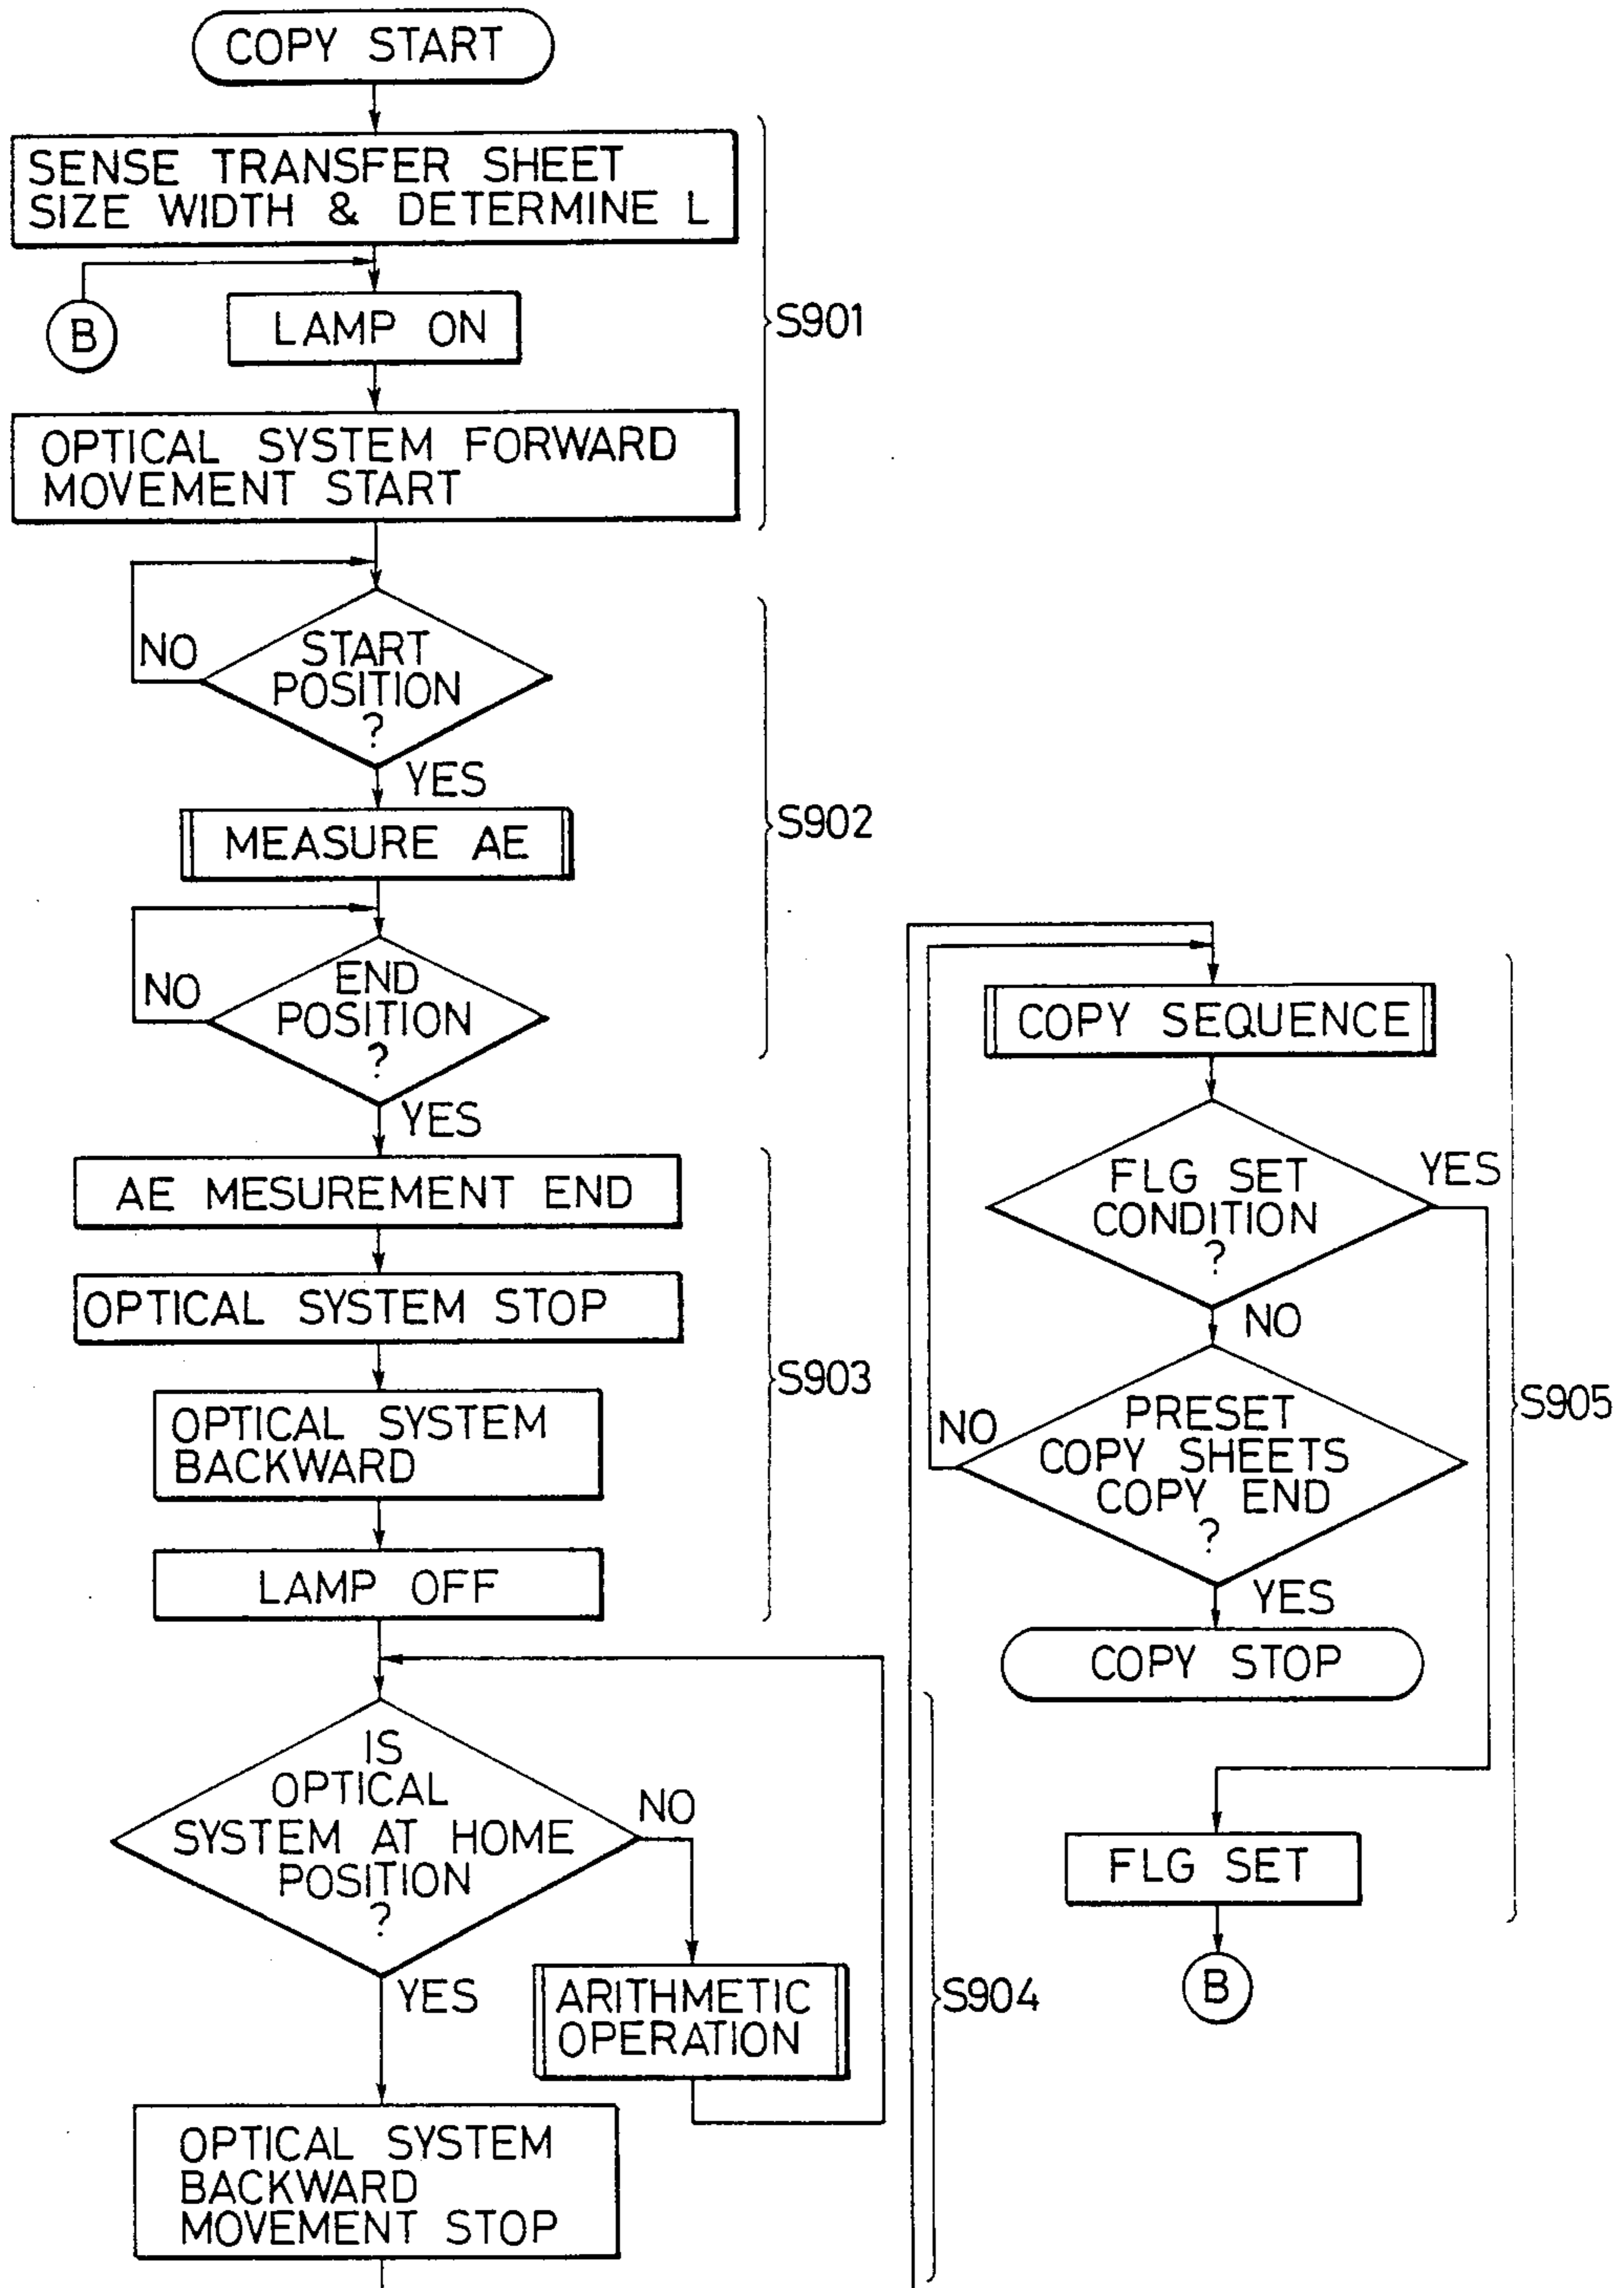 COPY START
SENSE TRANSFER SHEET
SIZE WIDTH & DETERMINE L
B
LAMP ON
OPTICAL SYSTEM FORWARD
MOVEMENT START
S901
NO
START
POSITION
?
YES
MEASURE AE
NO
END
POSITION
?
YES
S902
AE MESUREMENT END
OPTICAL SYSTEM STOP
OPTICAL SYSTEM
BACKWARD
LAMP OFF
S903
IS
OPTICAL
SYSTEM AT HOME
POSITION
?
NO
YES
ARITHMETIC
OPERATION
OPTICAL SYSTEM
BACKWARD
MOVEMENT STOP
S904
COPY SEQUENCE
FLG SET
CONDITION
?
YES
NO
PRESET
COPY SHEETS
COPY END
?
NO
YES
COPY STOP
FLG SET
B
S905